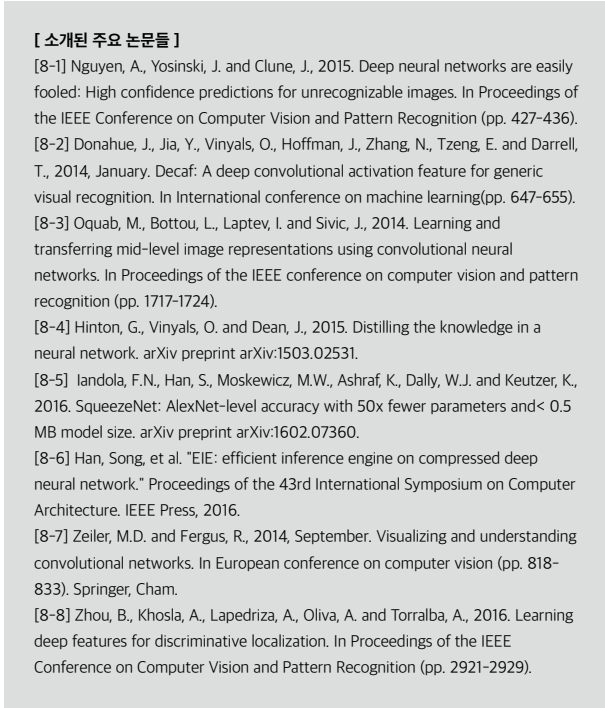 [ 소개된 주요 논문들 ]
[8-1] Nguyen, A., Yosinski, J. and Clune, J., 2015. Deep neural networks are easily
fooled: High confidence predictions for unrecognizable images. In Proceedings of
the IEEE Conference on Computer Vision and Pattern Recognition (pp. 427-436).
[8-2] Donahue, J., Jia, Y., Vinyals, O., Hoffman, J., Zhang, N., Tzeng, E. and Darrell,
T., 2014, January. Decaf: A deep convolutional activation feature for generic
visual recognition. In International conference on machine learning(pp. 647-655).
[8-3] Oquab, M., Bottou, L., Laptev, I. and Sivic, J., 2014. Learning and
transferring mid-level image representations using convolutional neural
networks. In Proceedings of the IEEE conference on computer vision and pattern
recognition (pp. 1717-1724).
[8-4] Hinton, G., Vinyals, O. and Dean, J., 2015. Distilling the knowledge in a
neural network. arXiv preprint arXiv:1503.02531.
[8-5] Iandola, F.N., Han, S., Moskewicz, M.W., Ashraf, K., Dally, W.J. and Keutzer, K.,
2016. SqueezeNet: AlexNet-level accuracy with 50x fewer parameters and< 0.5
MB model size. arXiv preprint arXiv:1602.07360.
[8-6] Han, Song, et al. "EIE: efficient inference engine on compressed deep
neural network." Proceedings of the 43rd International Symposium on Computer
Architecture. IEEE Press, 2016.
[8-7] Zeiler, M.D. and Fergus, R., 2014, September. Visualizing and understanding
convolutional networks. In European conference on computer vision (pp. 818-
833). Springer, Cham.
[8-8] Zhou, B., Khosla, A., Lapedriza, A., Oliva, A. and Torralba, A., 2016. Learning
deep features for discriminative localization. In Proceedings of the IEEE
Conference on Computer Vision and Pattern Recognition (pp. 2921-2929).